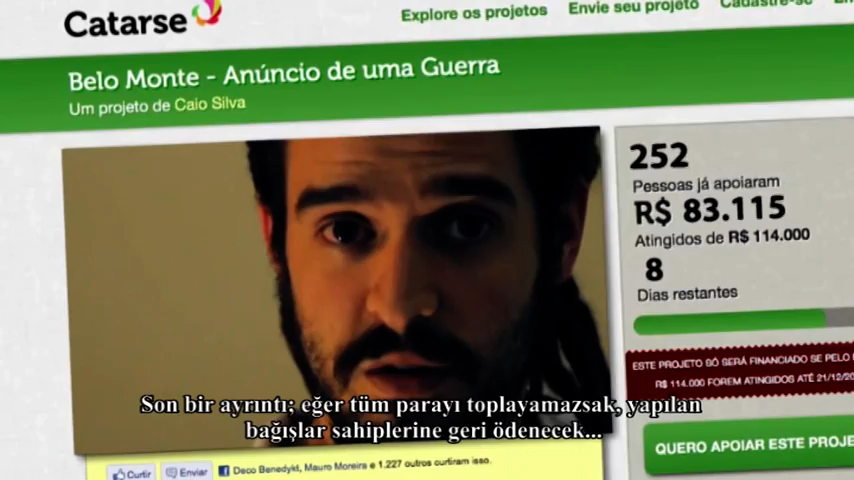 Catarse
Explore os projetos Envie seu projeto Cadastre-se
Belo Monte - Anúncio de uma Guerra
Um projeto de Caio Silva
252
Pessoas já apoiaram
R$ 83.115
Atingidos de R$ 114.000
8
Dias restantes
ESTE PROJETO SÓ SERÁ FINANCIADO SE PELO
R$ 114.000 FOREM ATINGIDOS ATÉ 21/12/20
QUERO APOIAR ESTE PROJE
Son bir ayrıntı; eğer tüm parayı toplayamazsak, yapılan
bağışlar sahiplerine geri ödenecek...
Curtir Enviar Deco Benedykt, Mauro Moreira e 1.227 outros curtiram isso.